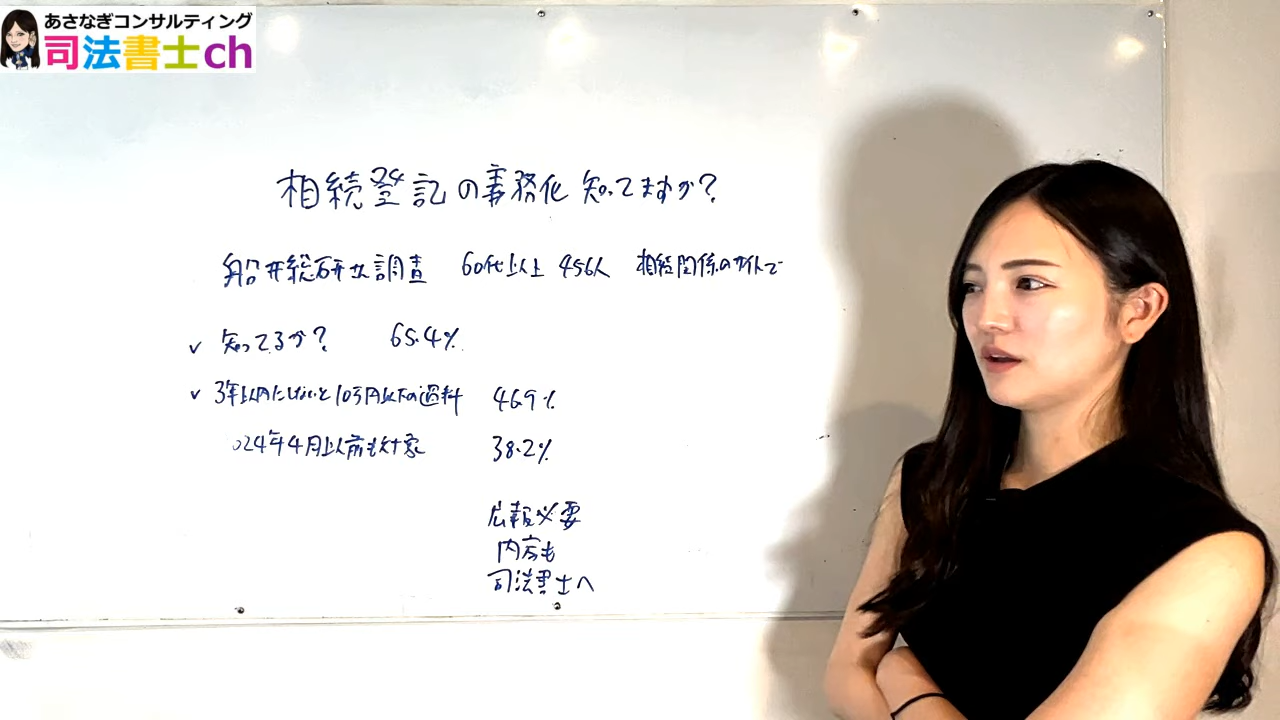 あさなぎコンサルティング
司法書士ch
相続登記の義務化 知ってますか？
船井総研立調査 60代以上 456人 相続関係のサイトで
✓ 知ってるか？ 65.4%
✓ 3年以内にしないと10万円以下の過料 46.9%
024年4月以前も対象 38.2%
広報必要
内容も
司法書士へ